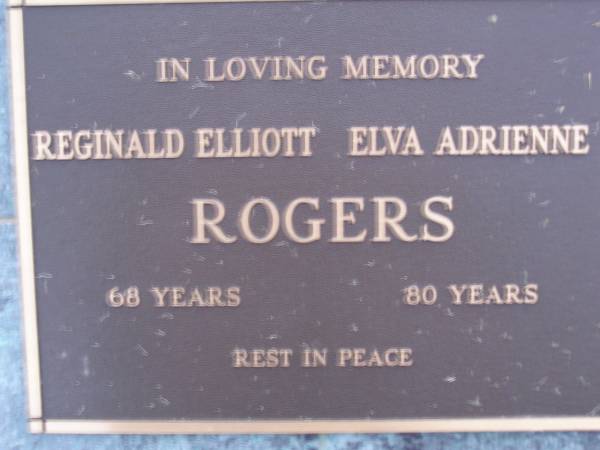 IN LOVING MEMORY
REGINALD ELLIOTT ELVA ADRIENNE
ROGERS
68 YEARS 80 YEARS
REST IN PEACE